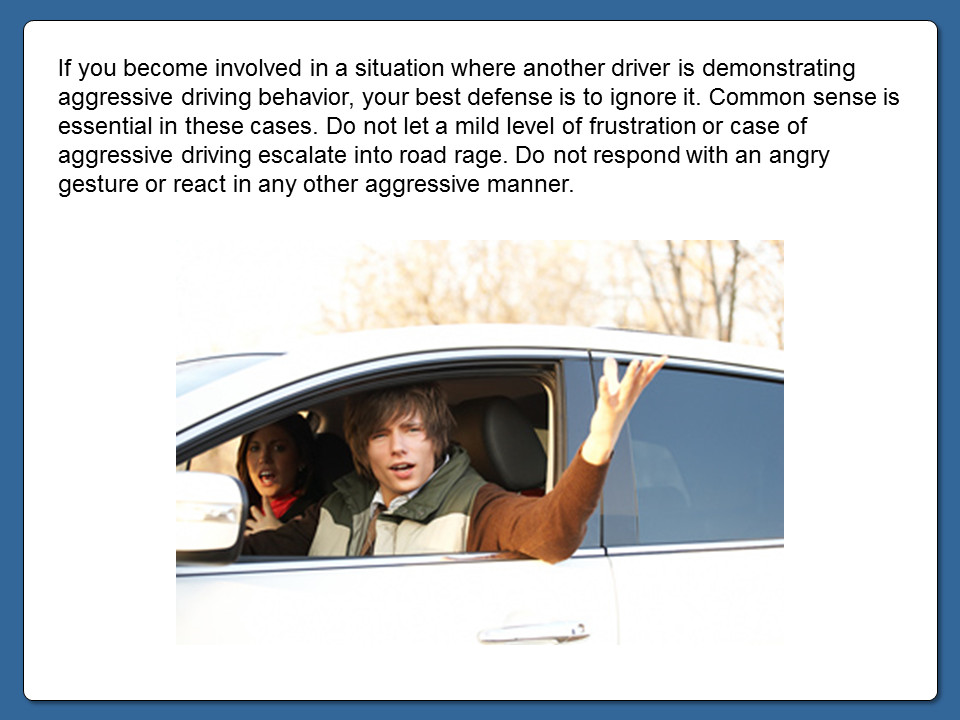 If you become involved in a situation where another driver is demonstrating
aggressive driving behavior, your best defense is to ignore it. Common sense is
essential in these cases. Do not let a mild level of frustration or case of
aggressive driving escalate into road rage. Do not respond with an angry
gesture or react in any other aggressive manner.